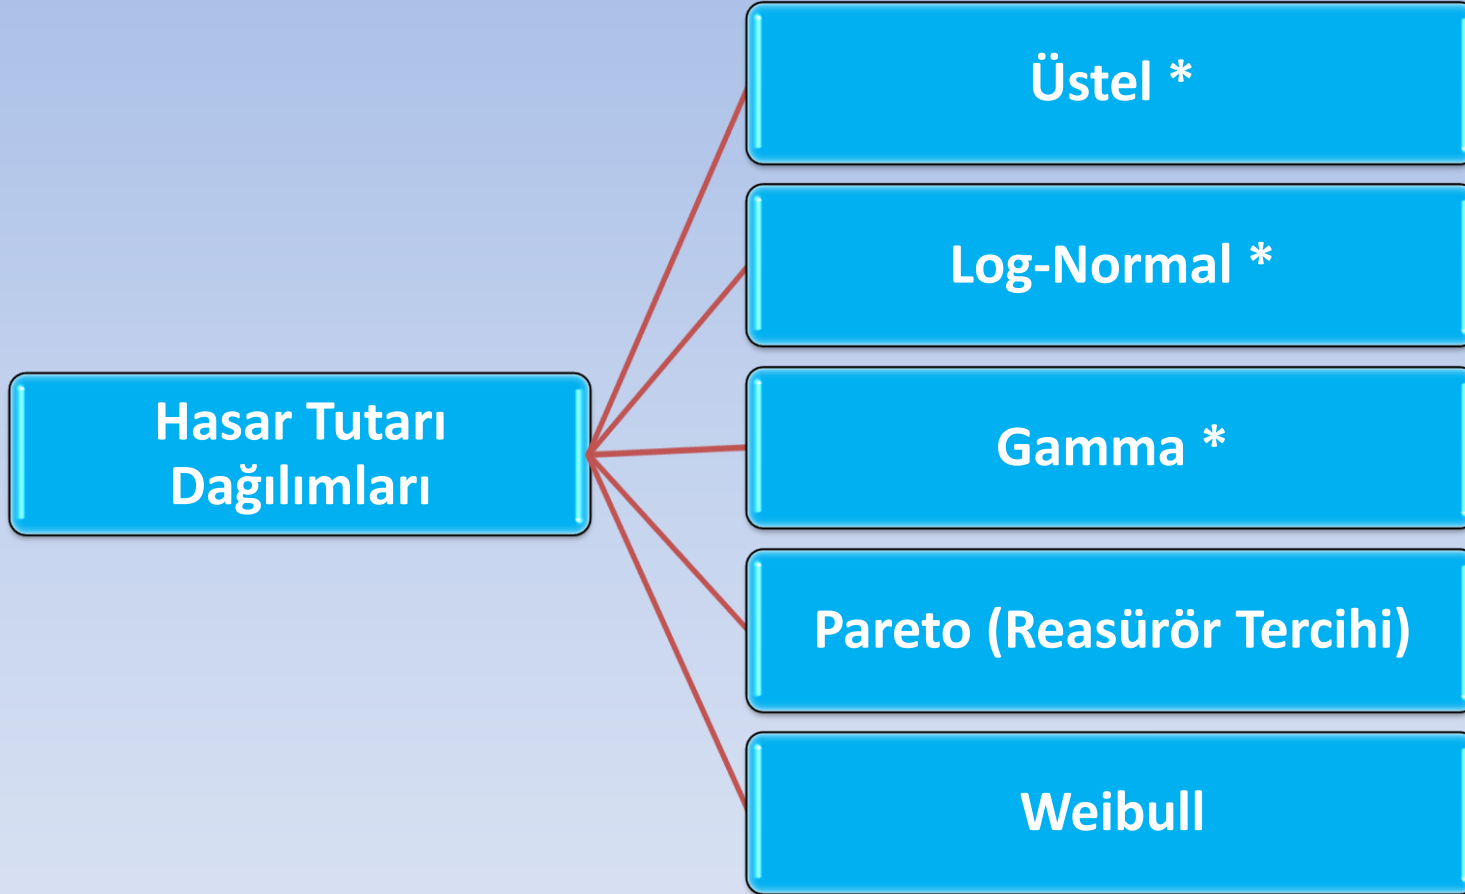 Üstel *
Log-Normal *
Hasar Tutarı
Dağılımları
Gamma *
Pareto (Reasürör Tercihi)
Weibull